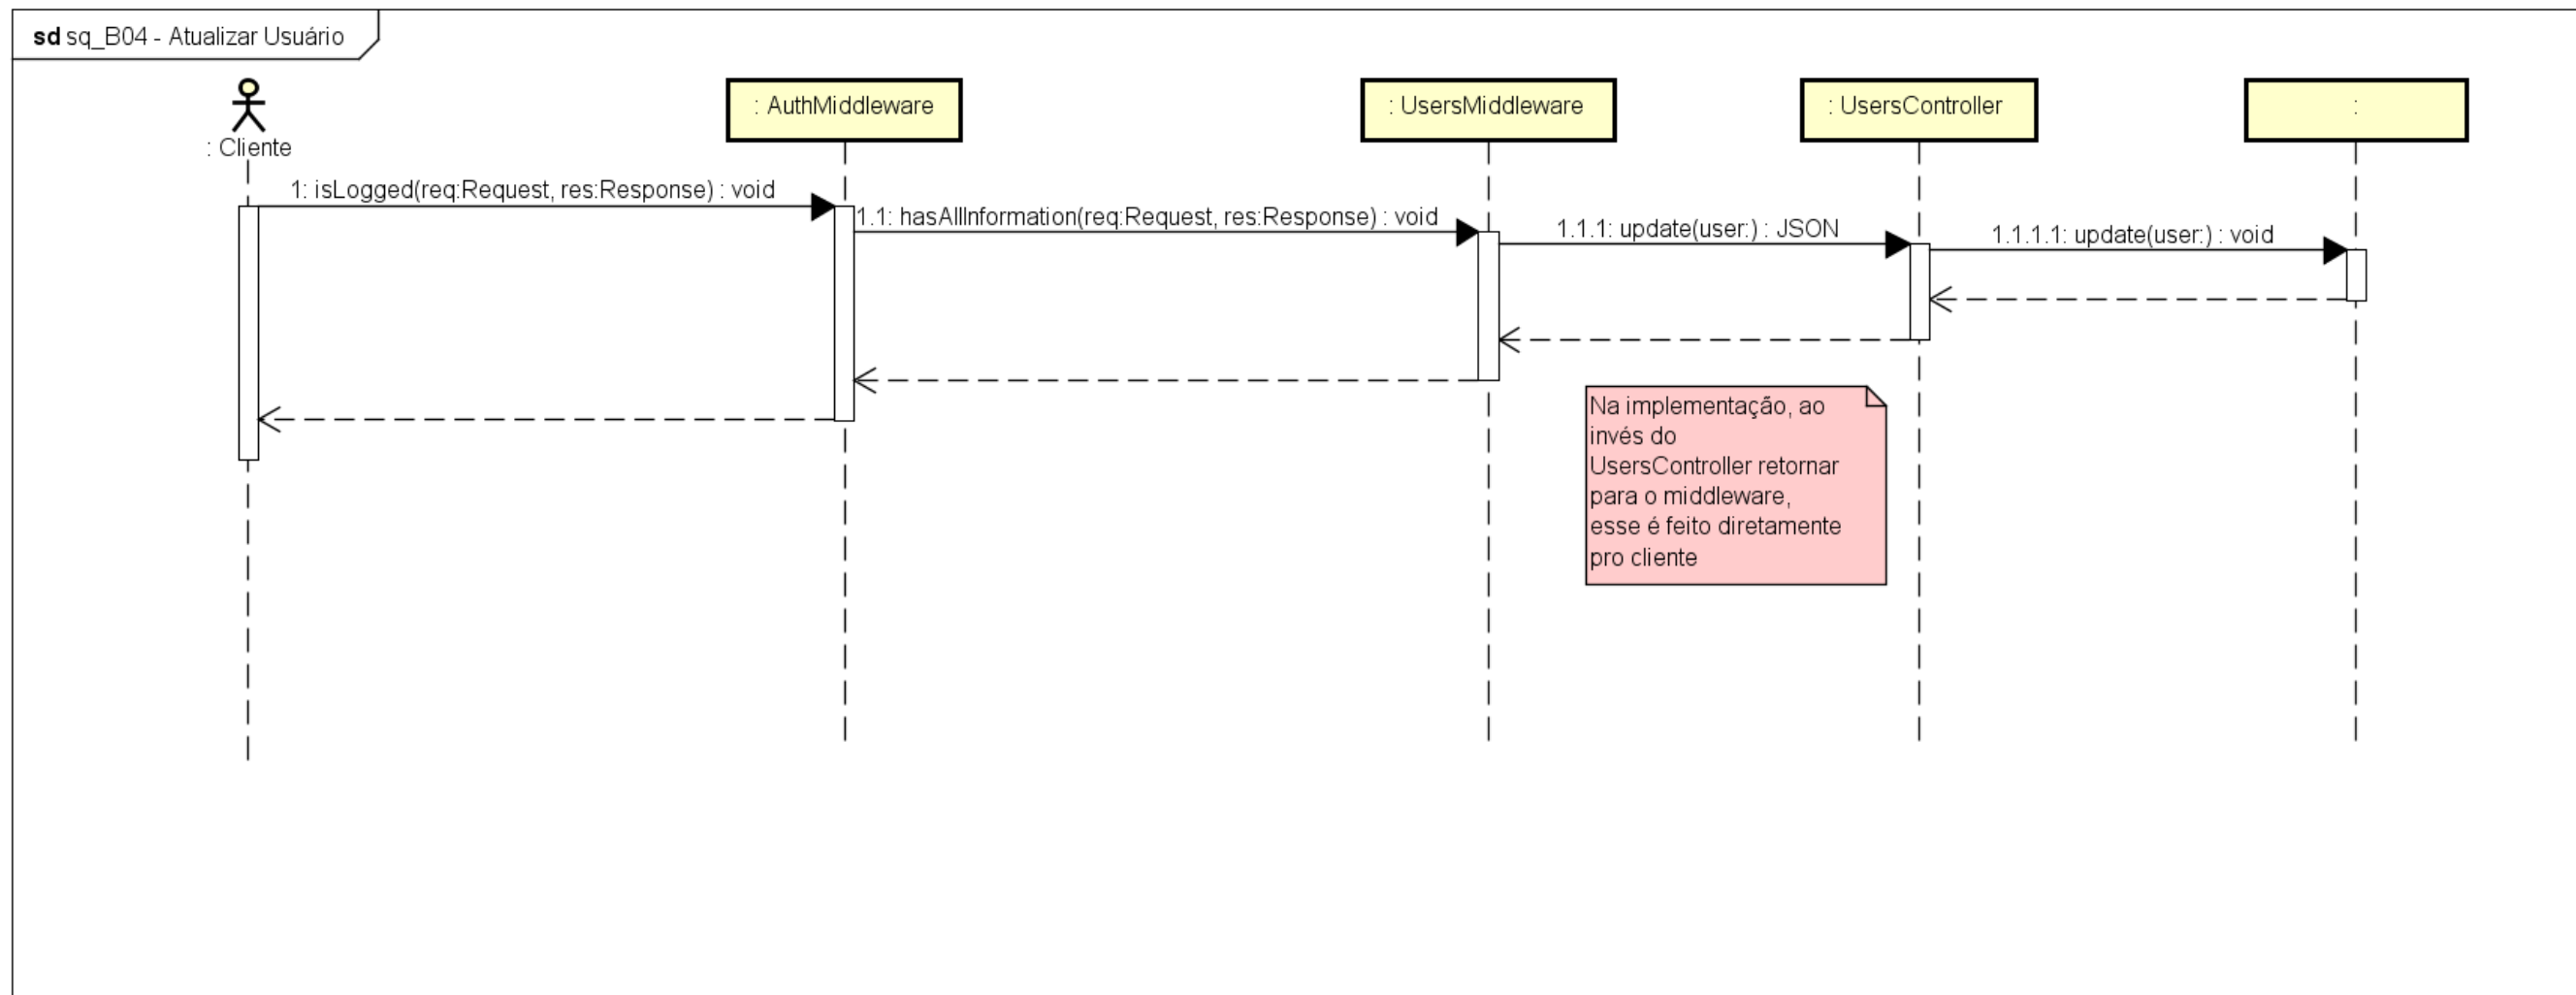 sd sq_B04 - Atualizar Usuário
: Cliente
: AuthMiddleware
: UsersMiddleware
: UsersController
:
1: isLogged(req:Request, res:Response) : void
1.1: hasAllInformation(req:Request, res:Response) : void
1.1.1: update(user:) : JSON
1.1.1.1: update(user:) : void
Na implementação, ao
invés do
UsersController retornar
para o middleware,
esse é feito diretamente
pro cliente